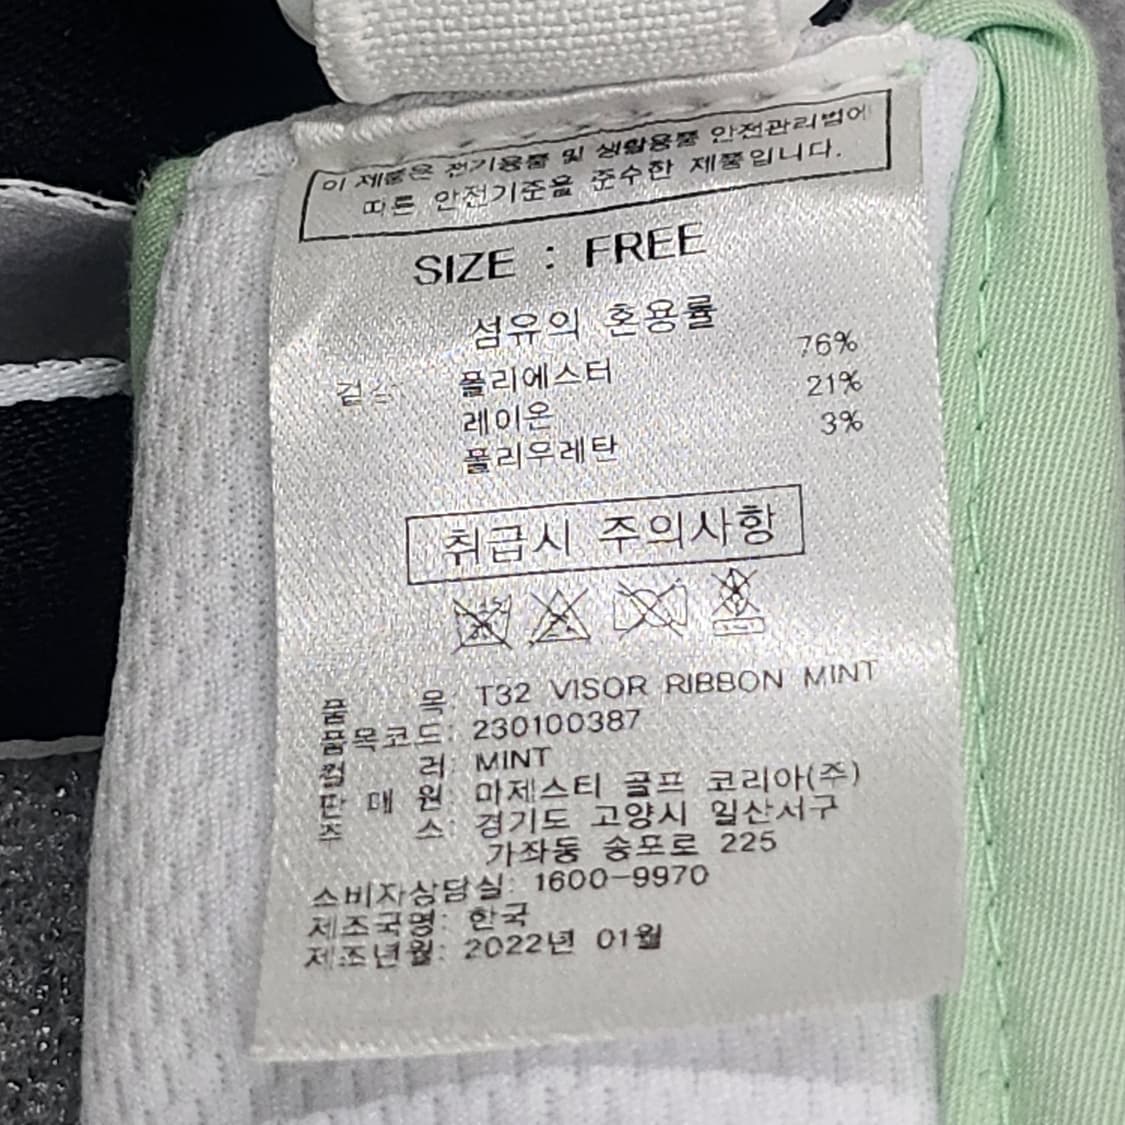 이 제품은 전기용품 및 생활용품 안전관리법에
따른 안전기준을 준수한 제품입니다.
SIZE : FREE
섬유의 혼용률
겉감: 폴리에스터 76%
레이온 21%
폴리우레탄 3%
취급시 주의사항
품 목: T32 VISOR RIBBON MINT
품목코드: 230100387
컬 러: MINT
판 매 원: 마제스티 골프 코리아(주)
주 소: 경기도 고양시 일산서구
가좌동 송포로 225
소비자상담실: 1600-9970
제조국명: 한국
제조년월: 2022년 01월